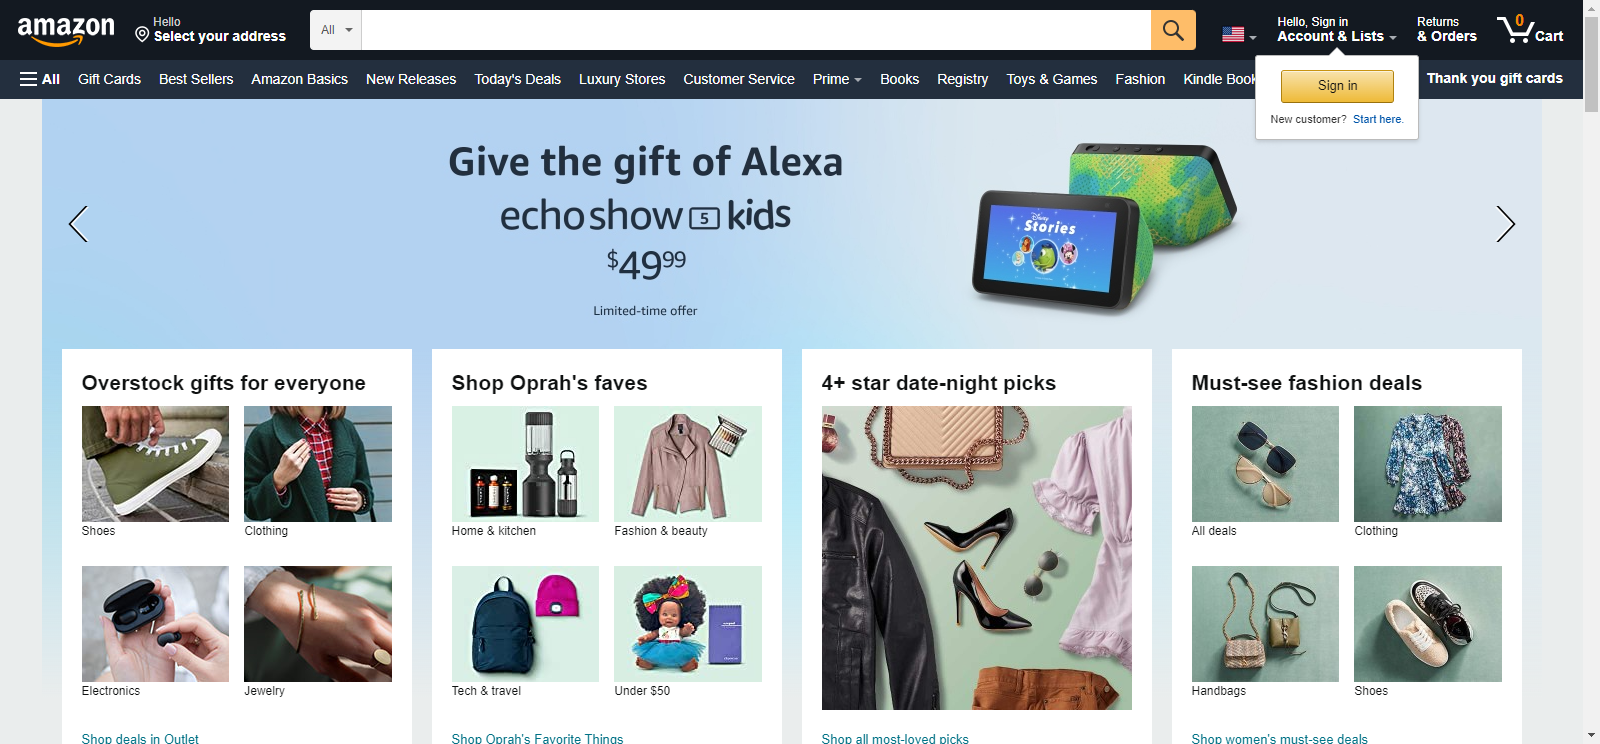 amazon
Hello
Select your address
All
Hello, Sign in
Account & Lists
Returns
& Orders
0
Cart
All
Gift Cards
Best Sellers
Amazon Basics
New Releases
Today's Deals
Luxury Stores
Customer Service
Prime
Books
Registry
Toys & Games
Fashion
Kindle Book
Thank you gift cards
Sign in
New customer? Start here.
Give the gift of Alexa
echo show 5 kids
$49 99
Limited-time offer
Disney
Stories
Overstock gifts for everyone
Shoes
Clothing
Electronics
Jewelry
Shop deals in Outlet
Shop Oprah's faves
Home & kitchen
Fashion & beauty
Tech & travel
Under $50
Shop Oprah's Favorite Things
4+ star date-night picks
Shop all most-loved picks
Must-see fashion deals
All deals
Clothing
Handbags
Shoes
Shop women's must-see deals